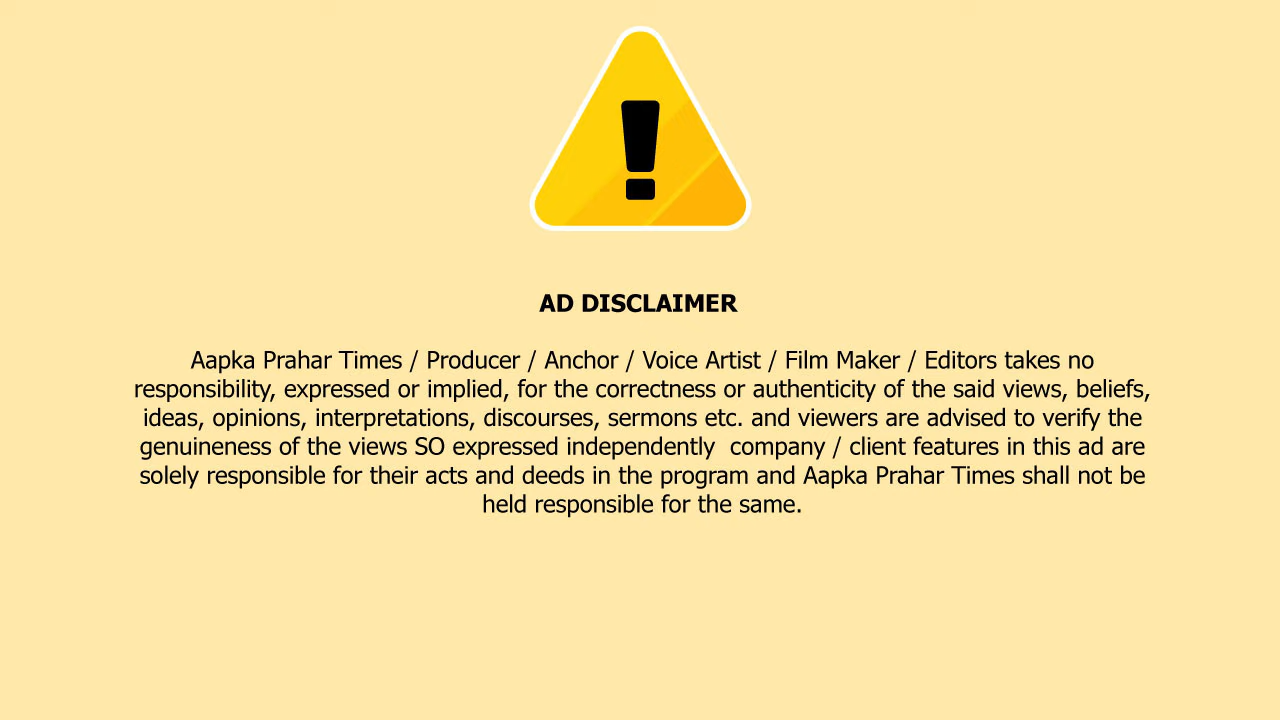 AD DISCLAIMER
Aapka Prahar Times / Producer / Anchor / Voice Artist / Film Maker / Editors takes no
responsibility, expressed or implied, for the correctness or authenticity of the said views, beliefs,
ideas, opinions, interpretations, discourses, sermons etc. and viewers are advised to verify the
genuineness of the views SO expressed independently  company / client features in this ad are
solely responsible for their acts and deeds in the program and Aapka Prahar Times shall not be
held responsible for the same.